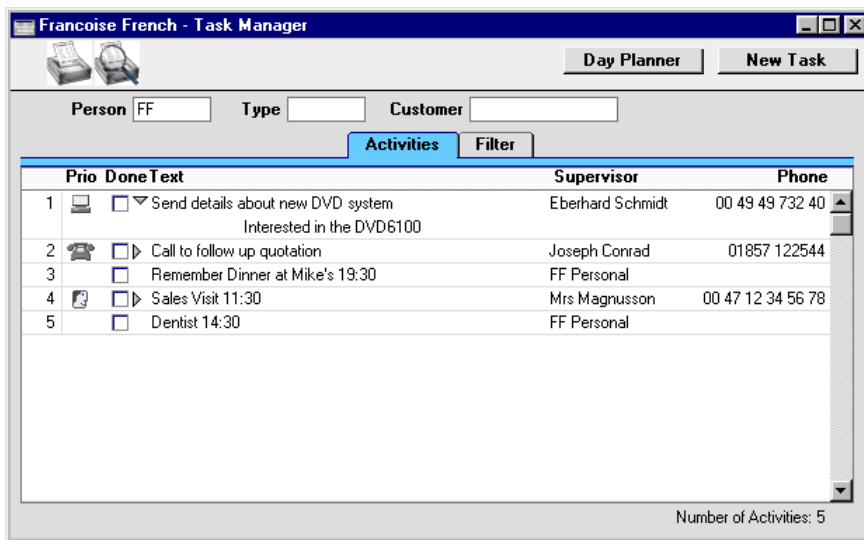 Francoise French - Task Manager
Day Planner New Task
Person FF Type Customer
Activities Filter
Prio Done Text Supervisor Phone
1 Send details about new DVD system Eberhard Schmidt 00 49 49 732 40
Interested in the DVD6100
2 Call to follow up quotation Joseph Conrad 01857 122544
3 Remember Dinner at Mike's 19:30 FF Personal
4 Sales Visit 11:30 Mrs Magnusson 00 47 12 34 56 78
5 Dentist 14:30 FF Personal
Number of Activities: 5